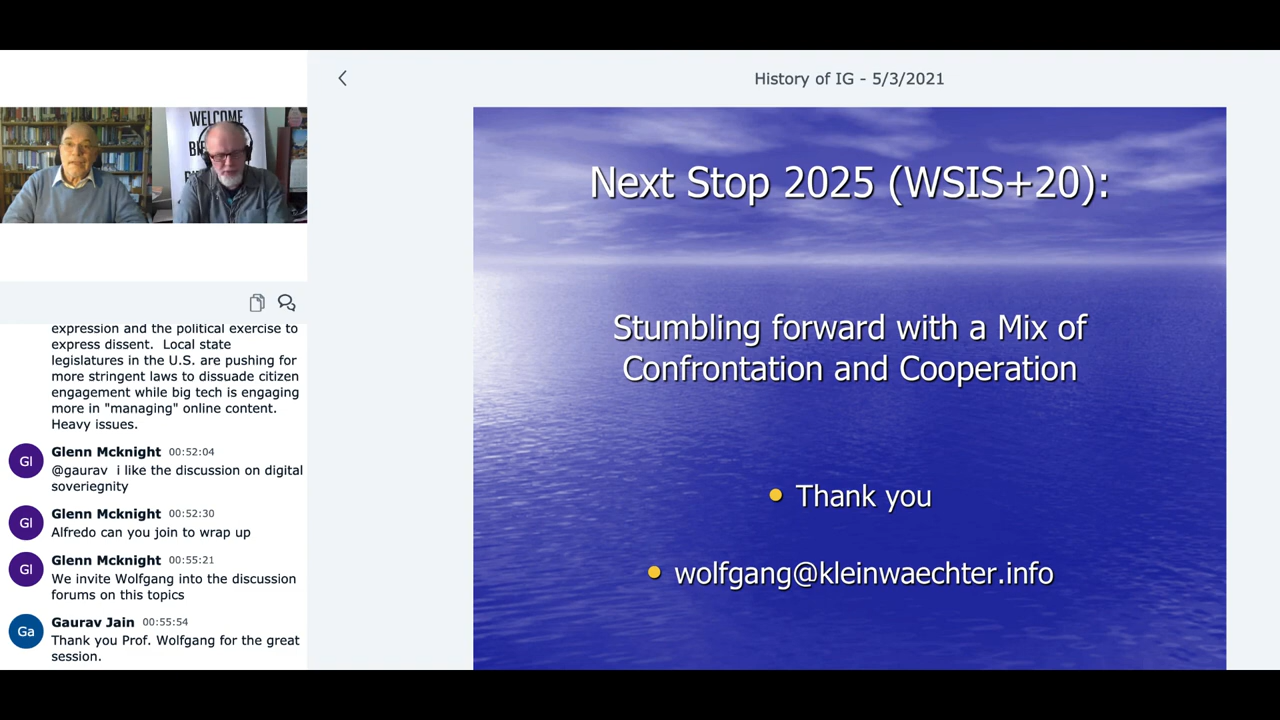 History of IG - 5/3/2021
WELCOME
Next Stop 2025 (WSIS+20):
Stumbling forward with a Mix of
Confrontation and Cooperation
Thank you
wolfgang@kleinwaechter.info
expression and the political exercise to
express dissent. Local state
legislatures in the U.S. are pushing for
more stringent laws to dissuade citizen
engagement while big tech is engaging
more in "managing" online content.
Heavy issues.
Gl
Glenn Mcknight 00:52:04
@gaurav i like the discussion on digital
soveriegnity
Gl
Glenn Mcknight 00:52:30
Alfredo can you join to wrap up
Gl
Glenn Mcknight 00:55:21
We invite Wolfgang into the discussion
forums on this topics
Ga
Gaurav Jain 00:55:54
Thank you Prof. Wolfgang for the great
session.